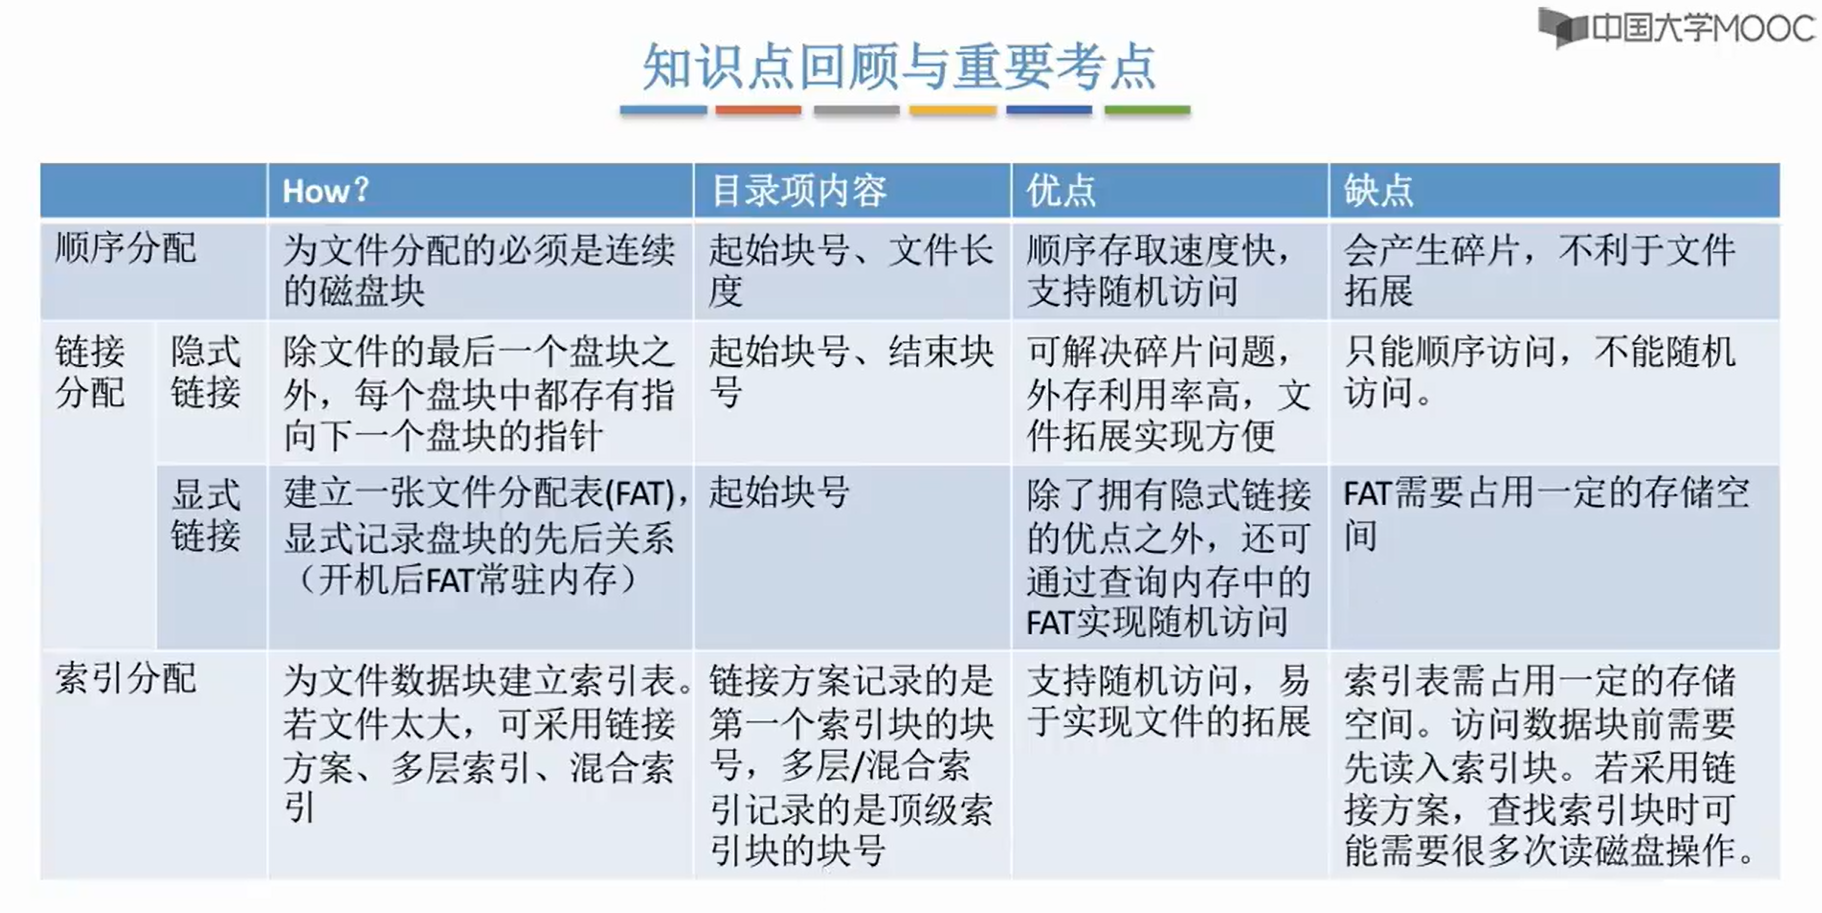 中国大学MOOC
知识点回顾与重要考点
How?
目录项内容
优点
缺点
顺序分配
为文件分配的必须是连续
的磁盘块
起始块号、文件长
度
顺序存取速度快，
支持随机访问
会产生碎片，不利于文件
拓展
链接
分配
隐式
链接
除文件的最后一个盘块之
外，每个盘块中都存有指
向下一个盘块的指针
起始块号、结束块
号
可解决碎片问题，
外存利用率高，文
件拓展实现方便
只能顺序访问，不能随机
访问。
显式
链接
建立一张文件分配表(FAT)，
显式记录盘块的先后关系
（开机后FAT常驻内存）
起始块号
除了拥有隐式链接
的优点之外，还可
通过查询内存中的
FAT实现随机访问
FAT需要占用一定的存储空
间
索引分配
为文件数据块建立索引表。
若文件太大，可采用链接
方案、多层索引、混合索
引
链接方案记录的是
第一个索引块的块
号，多层/混合索
引记录的是顶级索
引块的块号
支持随机访问，易
于实现文件的拓展
索引表需占用一定的存储
空间。访问数据块前需要
先读入索引块。若采用链
接方案，查找索引块时可
能需要很多次读磁盘操作。